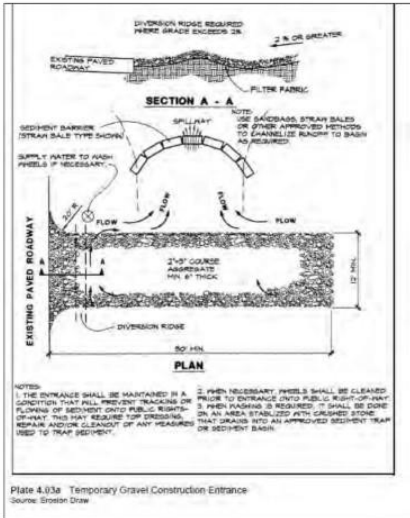 DIVERSION RIDGE REQUIRED
WHERE GRADE EXCEEDS 2%
2 % OR GREATER
EXISTING PAVED
ROADWAY
FILTER FABRIC
SECTION A - A
NOTE:
USE SANDBAGS, STRAW BALES
OR OTHER APPROVED METHODS
TO CHANNELIZE RUNOFF TO BASIN
AS REQUIRED.
SPILLWAY
SEDIMENT BARRIER
(STRAW BALE TYPE SHOWN)
SUPPLY WATER TO WASH
WHEELS IF NECESSARY.
FLOW
FLOW
20' R
FLOW
FLOW
EXISTING PAVED ROADWAY
A
A
2"-3" COURSE
AGGREGATE
MIN. 6" THICK
12' MIN.
DIVERSION RIDGE
50' MIN.
PLAN
NOTES:
1. THE ENTRANCE SHALL BE MAINTAINED IN A
CONDITION THAT WILL PREVENT TRACKING OR
FLOWING OF SEDIMENT ONTO PUBLIC RIGHTS-
OF-WAY. THIS MAY REQUIRE TOP DRESSING,
REPAIR AND/OR CLEANOUT OF ANY MEASURES
USED TO TRAP SEDIMENT.
2. WHEN NECESSARY, WHEELS SHALL BE CLEANED
PRIOR TO ENTRANCE ONTO PUBLIC RIGHT-OF-WAY.
3. WHEN WASHING IS REQUIRED, IT SHALL BE DONE
ON AN AREA STABILIZED WITH CRUSHED STONE
THAT DRAINS INTO AN APPROVED SEDIMENT TRAP
OR SEDIMENT BASIN.
Plate 4.03a Temporary Gravel Construction Entrance
Source: Erosion Draw